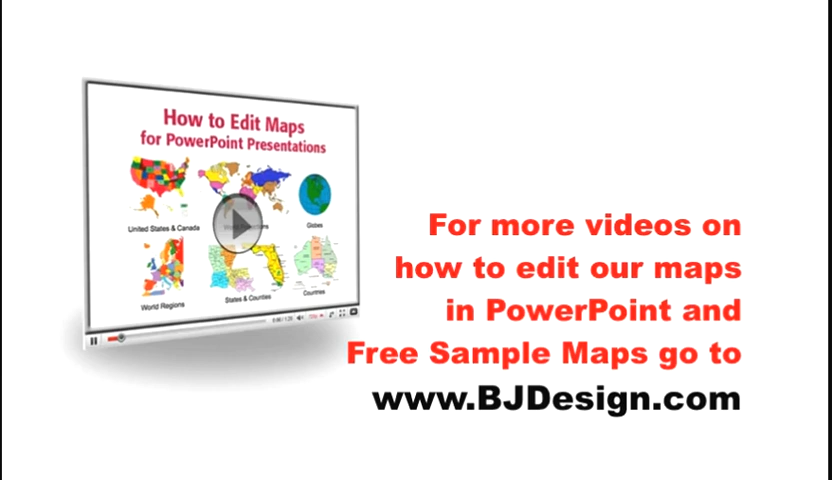 How to Edit Maps
for PowerPoint Presentations
United States & Canada
Globes
World Regions
States & Counties
Countries
For more videos on
how to edit our maps
in PowerPoint and
Free Sample Maps go to
www.BJDesign.com